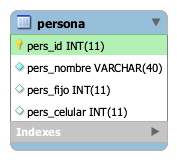 persona
pers_id INT(11)
pers_nombre VARCHAR(40)
pers_fijo INT(11)
pers_celular INT(11)
Indexes